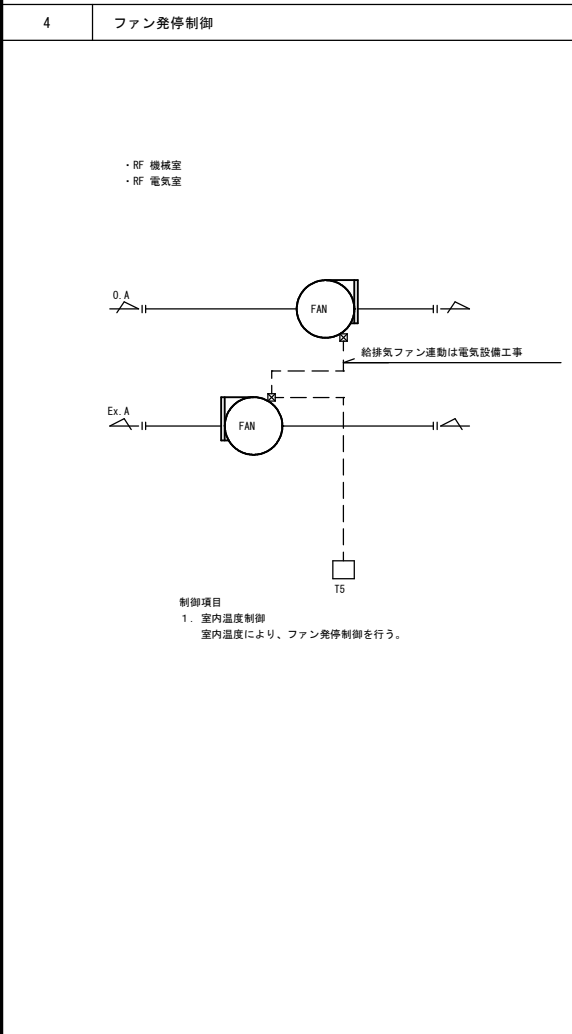 4 ファン発停制御
・RF 機械室
・RF 電気室
O.A
FAN
給排気ファン連動は電気設備工事
Ex.A
FAN
T5
制御項目
1. 室内温度制御
室内温度により、ファン発停制御を行う。